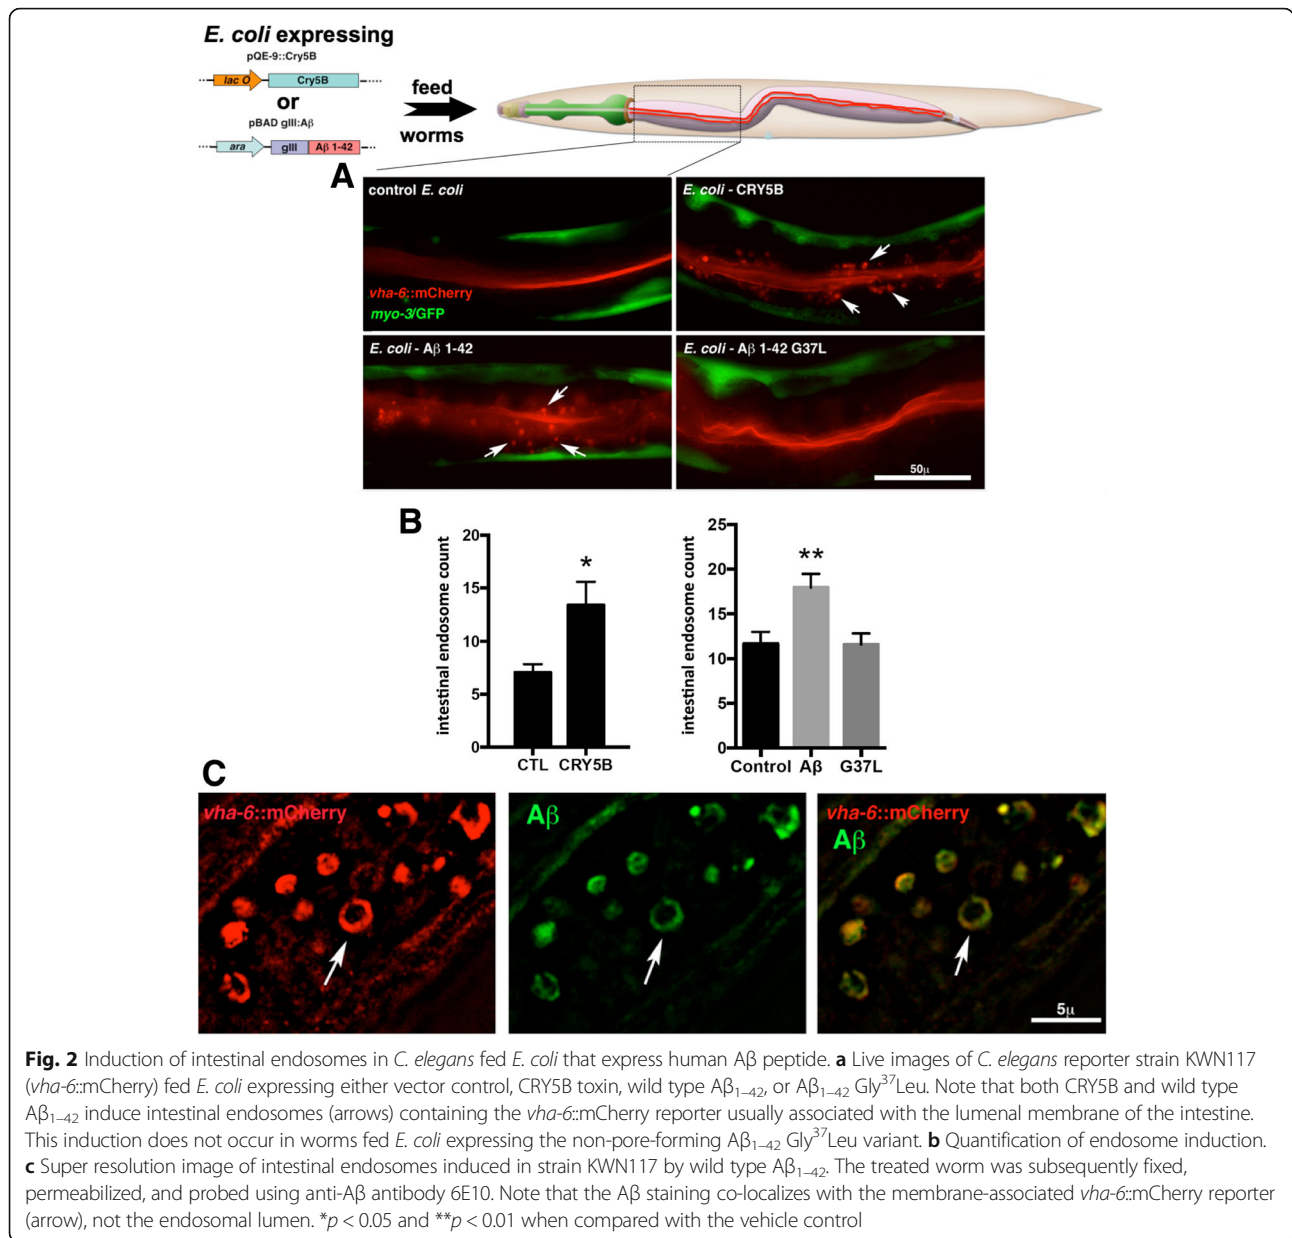 E. coli expressing
pQE-9::Cry5B
lac O
Cry5B
or
pBAD gIII:Aβ
ara
gIII
Aβ 1-42
feed
worms
A
control E. coli
vha-6::mCherry
myo-3/GFP
E. coli - CRY5B
E. coli - Aβ 1-42
E. coli - Aβ 1-42 G37L
50μ
B
intestinal endosome count
20
15
10
5
0
*
CTL
CRY5B
intestinal endosome count
25
20
15
10
5
0
**
Control
Aβ
G37L
C
vha-6::mCherry
Aβ
vha-6::mCherry
Aβ
5μ
Fig. 2 Induction of intestinal endosomes in C. elegans fed E. coli that express human Aβ peptide. a Live images of C. elegans reporter strain KWN117
(vha-6::mCherry) fed E. coli expressing either vector control, CRY5B toxin, wild type Aβ₁₋₄₂, or Aβ₁₋₄₂ Gly³⁷Leu. Note that both CRY5B and wild type
Aβ₁₋₄₂ induce intestinal endosomes (arrows) containing the vha-6::mCherry reporter usually associated with the lumenal membrane of the intestine.
This induction does not occur in worms fed E. coli expressing the non-pore-forming Aβ₁₋₄₂ Gly³⁷Leu variant. b Quantification of endosome induction.
c Super resolution image of intestinal endosomes induced in strain KWN117 by wild type Aβ₁₋₄₂. The treated worm was subsequently fixed,
permeabilized, and probed using anti-Aβ antibody 6E10. Note that the Aβ staining co-localizes with the membrane-associated vha-6::mCherry reporter
(arrow), not the endosomal lumen. *p < 0.05 and **p < 0.01 when compared with the vehicle control